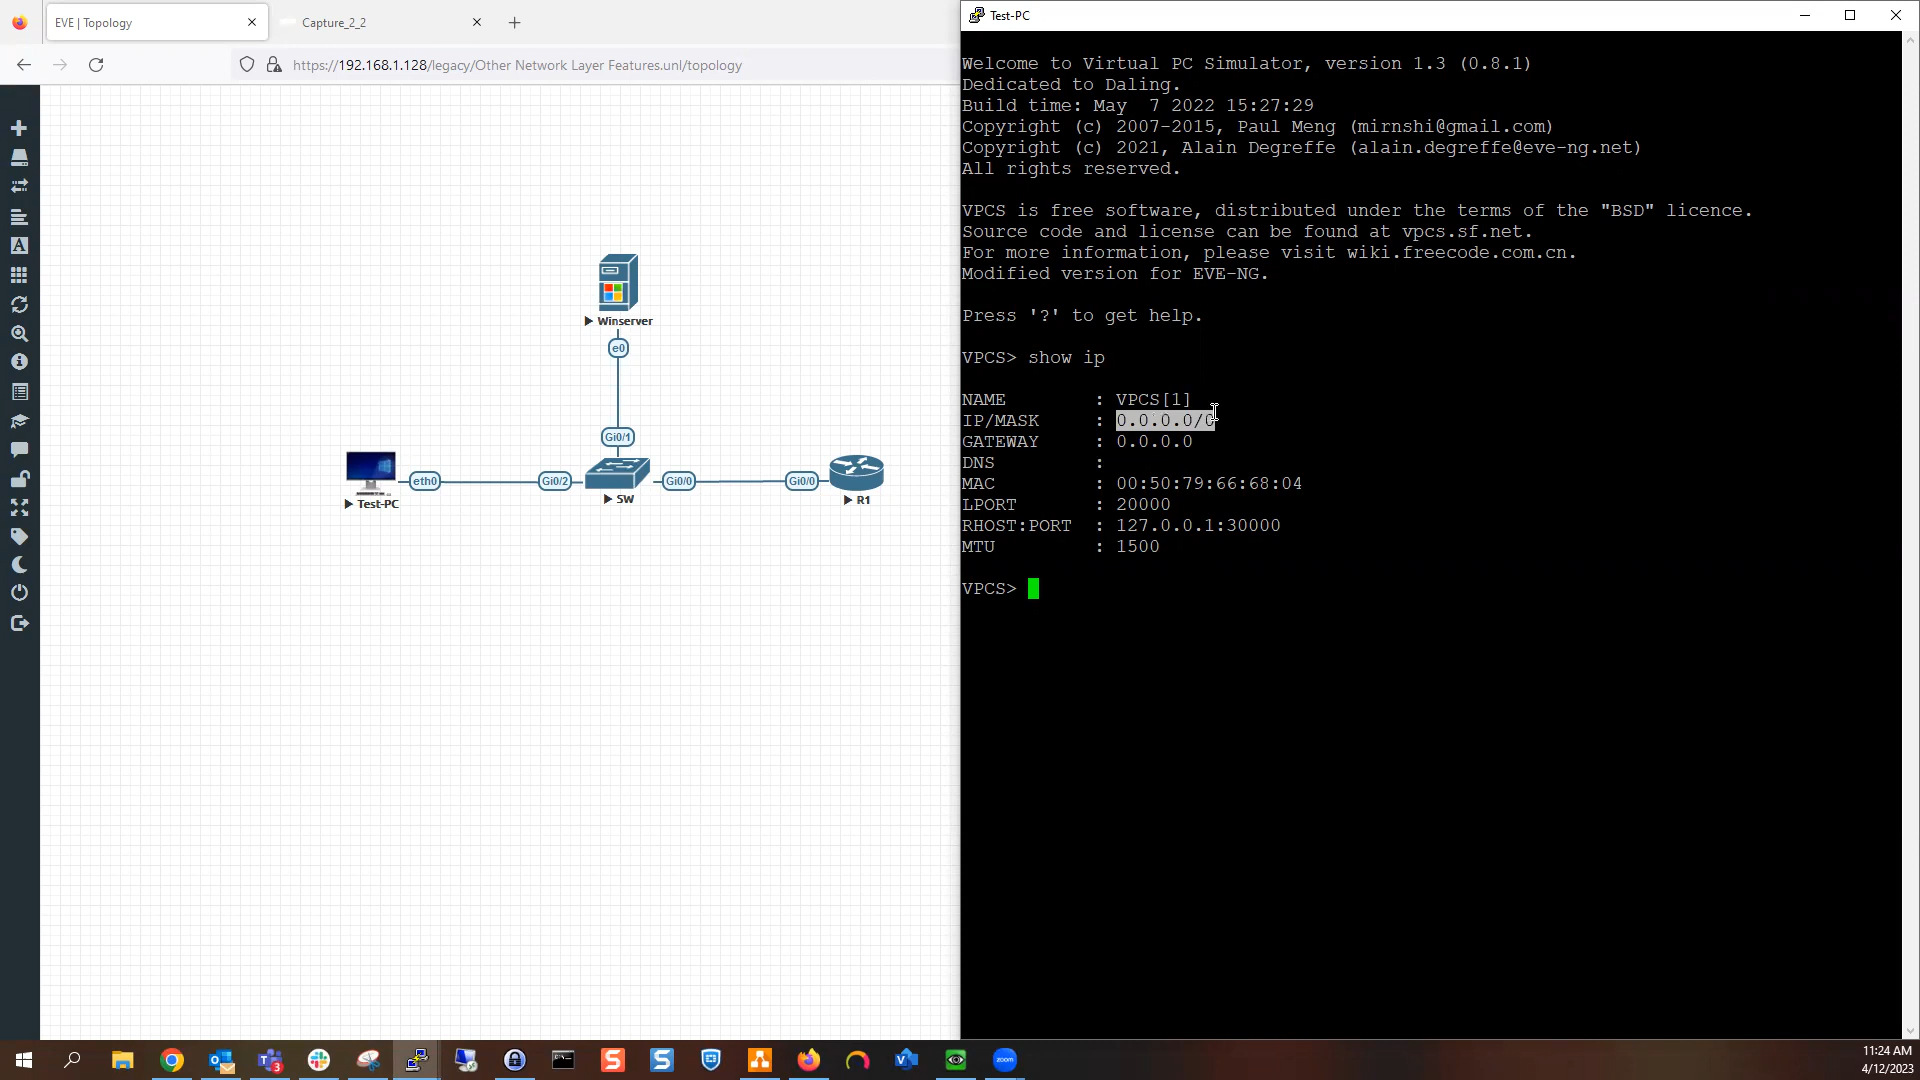 EVE | Topology
Capture_2_2
https://192.168.1.128/legacy/Other Network Layer Features.unl/topology
Winserver
e0
Gi0/1
eth0
Gi0/2
Gi0/0
Gi0/0
Test-PC
SW
R1
Test-PC
Welcome to Virtual PC Simulator, version 1.3 (0.8.1)
Dedicated to Daling.
Build time: May  7 2022 15:27:29
Copyright (c) 2007-2015, Paul Meng (mirnshi@gmail.com)
Copyright (c) 2021, Alain Degreffe (alain.degreffe@eve-ng.net)
All rights reserved.
VPCS is free software, distributed under the terms of the "BSD" licence.
Source code and license can be found at vpcs.sf.net.
For more information, please visit wiki.freecode.com.cn.
Modified version for EVE-NG.
Press '?' to get help.
VPCS> show ip
NAME : VPCS[1]
IP/MASK : 0.0.0.0/0
GATEWAY : 0.0.0.0
DNS :
MAC : 00:50:79:66:68:04
LPORT : 20000
RHOST:PORT : 127.0.0.1:30000
MTU : 1500
VPCS>
zoom
11:24 AM
4/12/2023